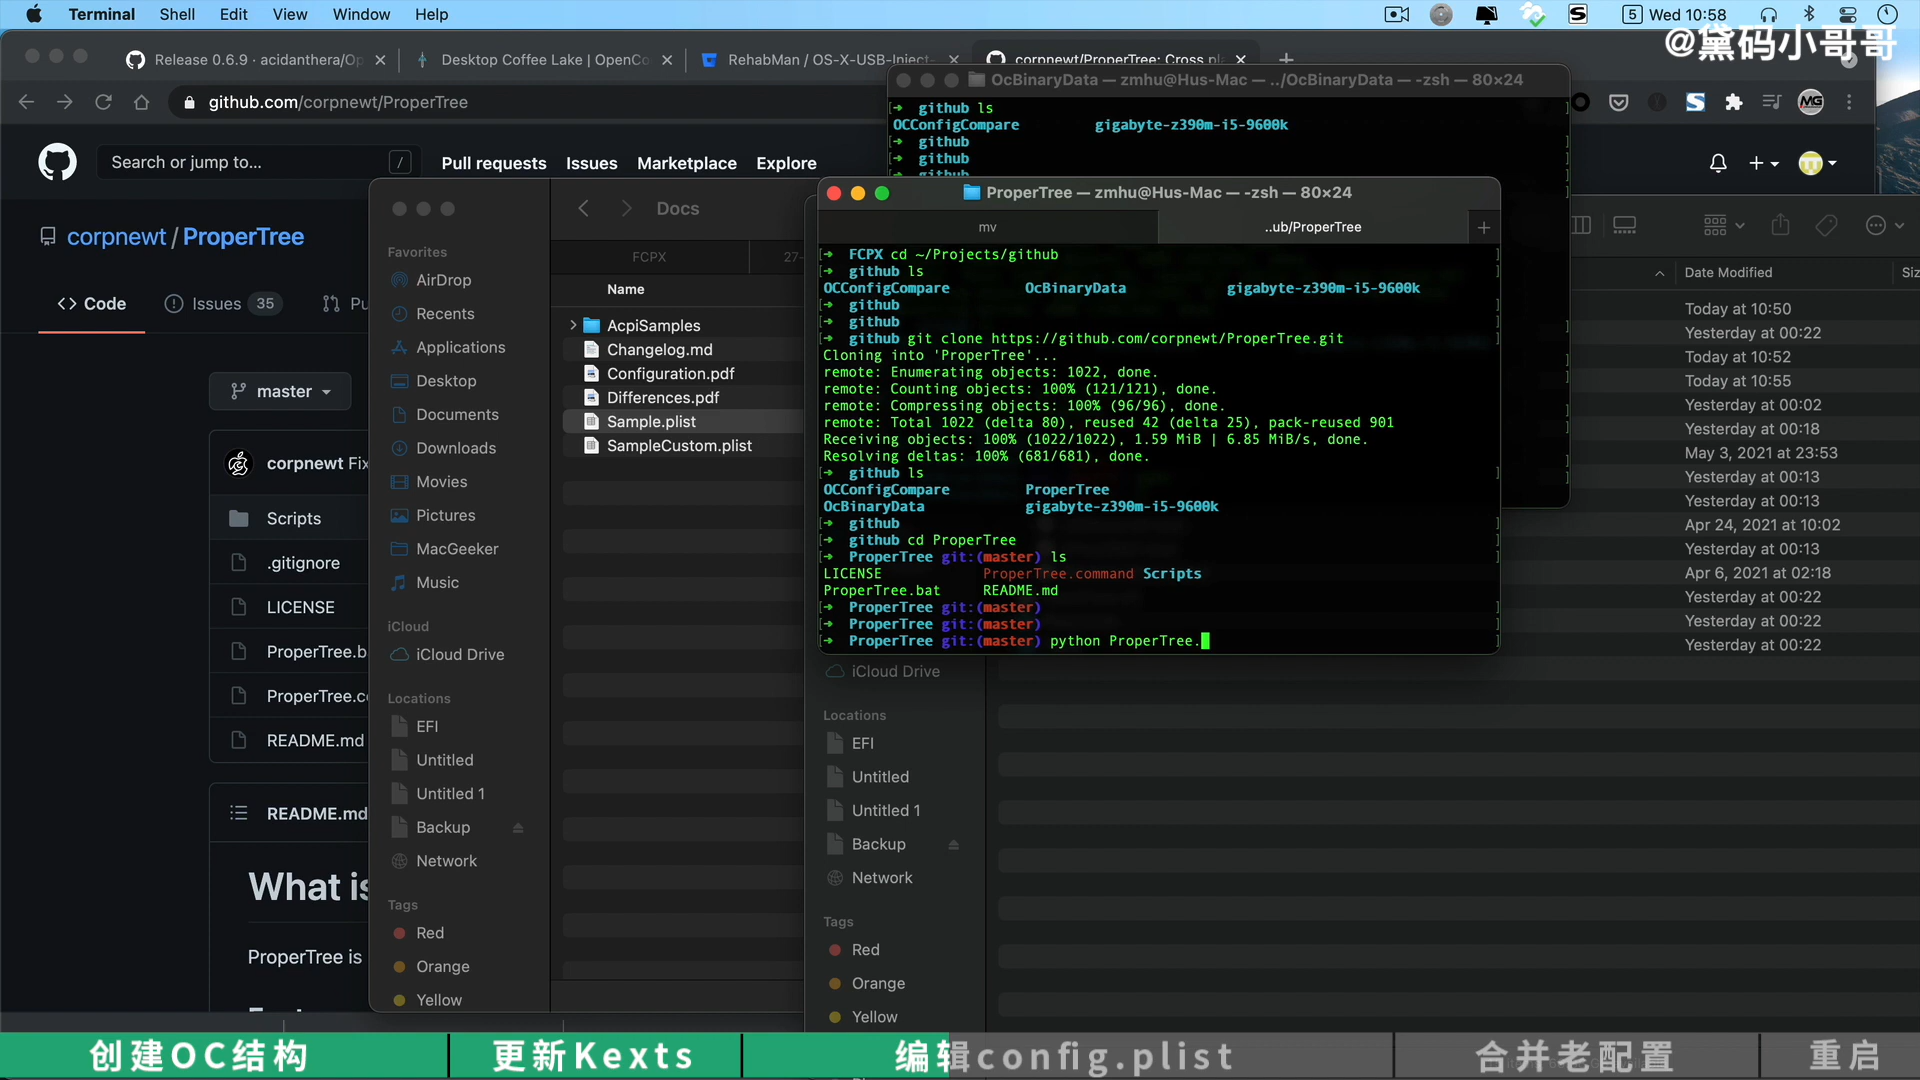 Terminal Shell Edit View Window Help
5 Wed 10:58
@黛码小哥哥
Release 0.6.9 · acidanthera/Op
Desktop Coffee Lake | OpenCo
RehabMan / OS-X-USB-Inject
corpnewt/ProperTree: Cross pl
github.com/corpnewt/ProperTree
OcBinaryData — zmhu@Hus-Mac — ../OcBinaryData — -zsh — 80×24
github ls
OCConfigCompare gigabyte-z390m-i5-9600k
github
github
github
Search or jump to... /
Pull requests Issues Marketplace Explore
corpnewt / ProperTree
Code
Issues 35
Pu
master
corpnewt Fix
Scripts
.gitignore
LICENSE
ProperTree.b
ProperTree.c
README.md
README.md
What is
ProperTree is
Docs
FCPX
27-
Name
AcpiSamples
Changelog.md
Configuration.pdf
Differences.pdf
Sample.plist
SampleCustom.plist
Favorites
AirDrop
Recents
Applications
Desktop
Documents
Downloads
Movies
Pictures
MacGeeker
Music
iCloud
iCloud Drive
Locations
EFI
Untitled
Untitled 1
Backup
Network
Tags
Red
Orange
Yellow
ProperTree — zmhu@Hus-Mac — -zsh — 80×24
mv
..ub/ProperTree
FCPX cd ~/Projects/github
github ls
OCConfigCompare OcBinaryData gigabyte-z390m-i5-9600k
github
github
github git clone https://github.com/corpnewt/ProperTree.git
Cloning into 'ProperTree'...
remote: Enumerating objects: 1022, done.
remote: Counting objects: 100% (121/121), done.
remote: Compressing objects: 100% (96/96), done.
remote: Total 1022 (delta 80), reused 42 (delta 25), pack-reused 901
Receiving objects: 100% (1022/1022), 1.59 MiB | 6.85 MiB/s, done.
Resolving deltas: 100% (681/681), done.
github ls
OCConfigCompare ProperTree
OcBinaryData gigabyte-z390m-i5-9600k
github
github cd ProperTree
ProperTree git:(master) ls
LICENSE ProperTree.command Scripts
ProperTree.bat README.md
ProperTree git:(master)
ProperTree git:(master)
ProperTree git:(master) python ProperTree.
iCloud Drive
Locations
EFI
Untitled
Untitled 1
Backup
Network
Tags
Red
Orange
Yellow
Date Modified
Siz
Today at 10:50
Yesterday at 00:22
Today at 10:52
Today at 10:55
Yesterday at 00:02
Yesterday at 00:18
May 3, 2021 at 23:53
Yesterday at 00:13
Yesterday at 00:13
Apr 24, 2021 at 10:02
Yesterday at 00:13
Apr 6, 2021 at 02:18
Yesterday at 00:22
Yesterday at 00:22
Yesterday at 00:22
创建OC结构
更新Kexts
编辑config.plist
合并老配置
重启